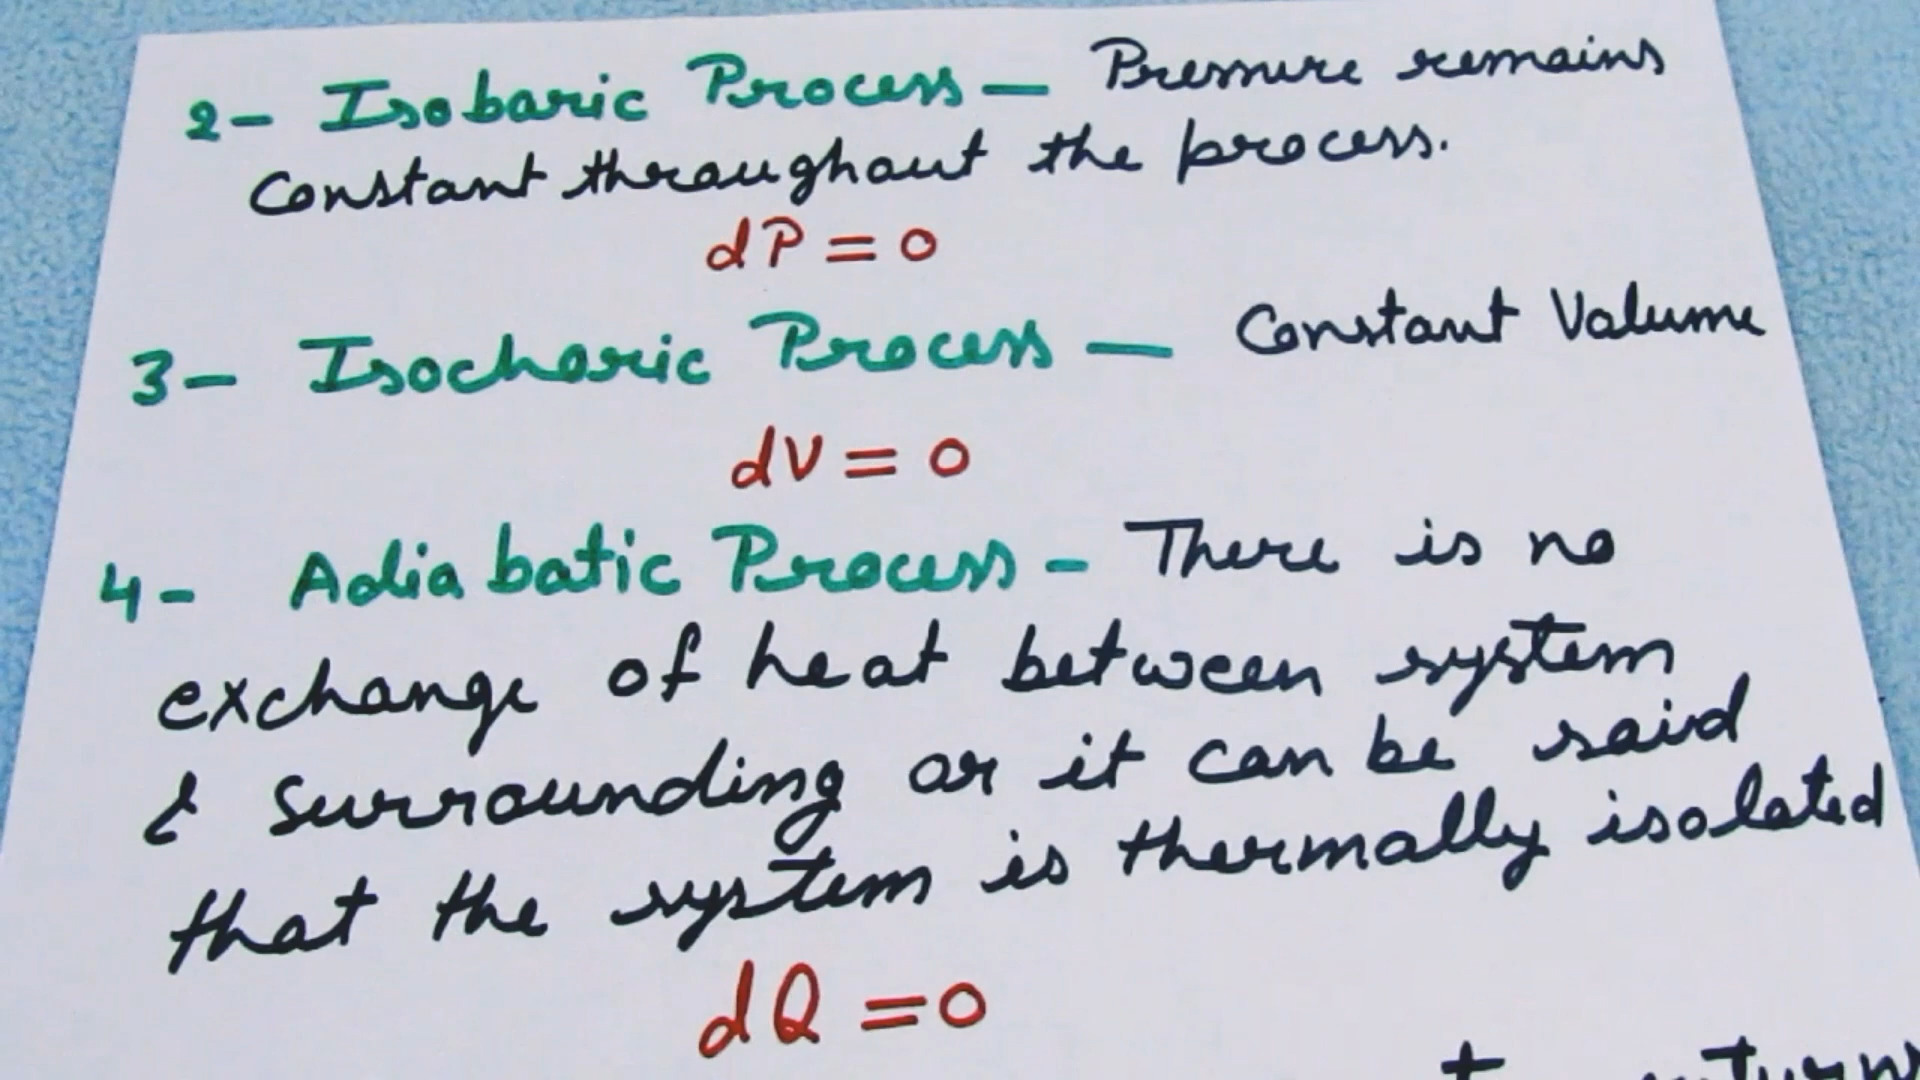 2- Isobaric Process — Pressure remains
Constant throughout the process.
dP = 0
3- Isochoric Process — Constant Volume
dV = 0
4- Adiabatic Process - There is no
exchange of heat between system
& surrounding or it can be said
that the system is thermally isolated
dQ = 0